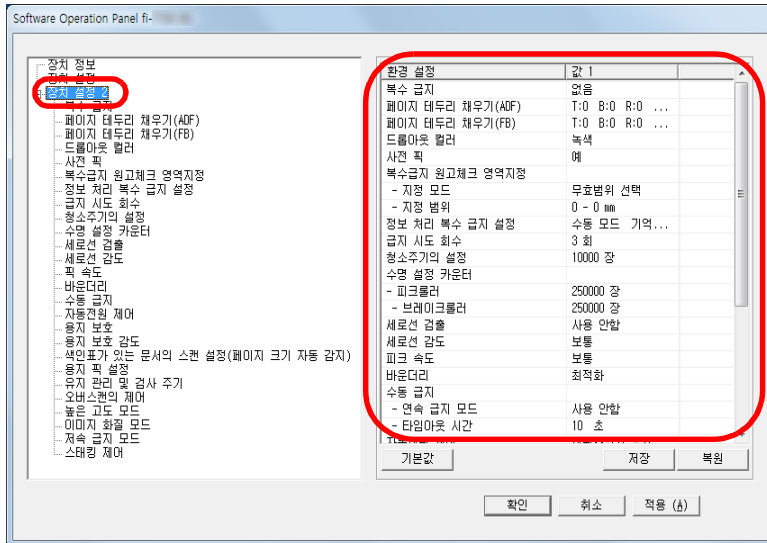 Software Operation Panel fi-
장치 정보
장치 설정
장치 설정 2
복수 급지
페이지 테두리 채우기(ADF)
페이지 테두리 채우기(FB)
드롭아웃 컬러
사전 픽
복수급지 원고체크 영역지정
정보 처리 복수 급지 설정
급지 시도 회수
청소주기의 설정
수명 설정 카운터
세로선 검출
세로선 감도
픽 속도
바운더리
수동 급지
자동전원 제어
용지 보호
용지 보호 감도
색인표가 있는 문서의 스캔 설정(페이지 크기 자동 감지)
용지 픽 설정
유지 관리 및 검사 주기
오버스캔의 제어
높은 고도 모드
이미지 화질 모드
저속 급지 모드
스태킹 제어
환경 설정 값 1
복수 급지 없음
페이지 테두리 채우기(ADF) T:0 B:0 R:0 ...
페이지 테두리 채우기(FB) T:0 B:0 R:0 ...
드롭아웃 컬러 녹색
사전 픽 예
복수급지 원고체크 영역지정
- 지정 모드 무효범위 선택
- 지정 범위 0 - 0 mm
정보 처리 복수 급지 설정 수동 모드 기억...
급지 시도 회수 3 회
청소주기의 설정 10000 장
수명 설정 카운터
- 피크롤러 250000 장
- 브레이크롤러 250000 장
세로선 검출 사용 안함
세로선 감도 보통
피크 속도 보통
바운더리 최적화
수동 급지
- 연속 급지 모드 사용 안함
- 타임아웃 시간 10 초
기본값 저장 복원
확인 취소 적용 (A)